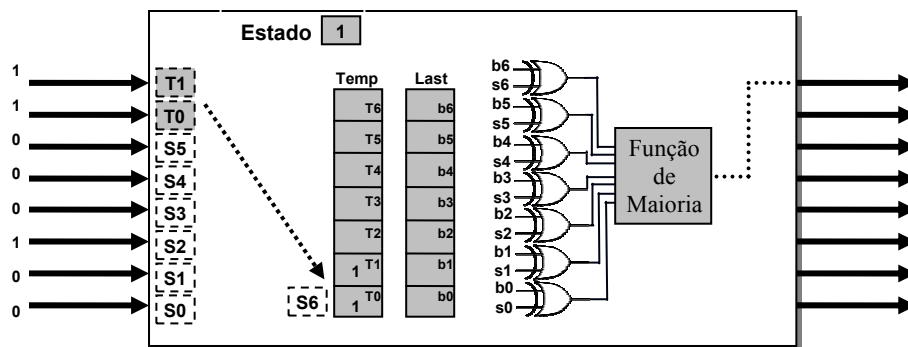 Estado 1
Temp Last
1 T1
1 T0
0 S5
0 S4
0 S3
1 S2
0 S1
0 S0
S6
T6 b6
T5 b5
T4 b4
T3 b3
T2 b2
1 T1 b1
1 T0 b0
b6
s6
b5
s5
b4
s4
b3
s3
b2
s2
b1
s1
b0
s0
Função
de
Maioria